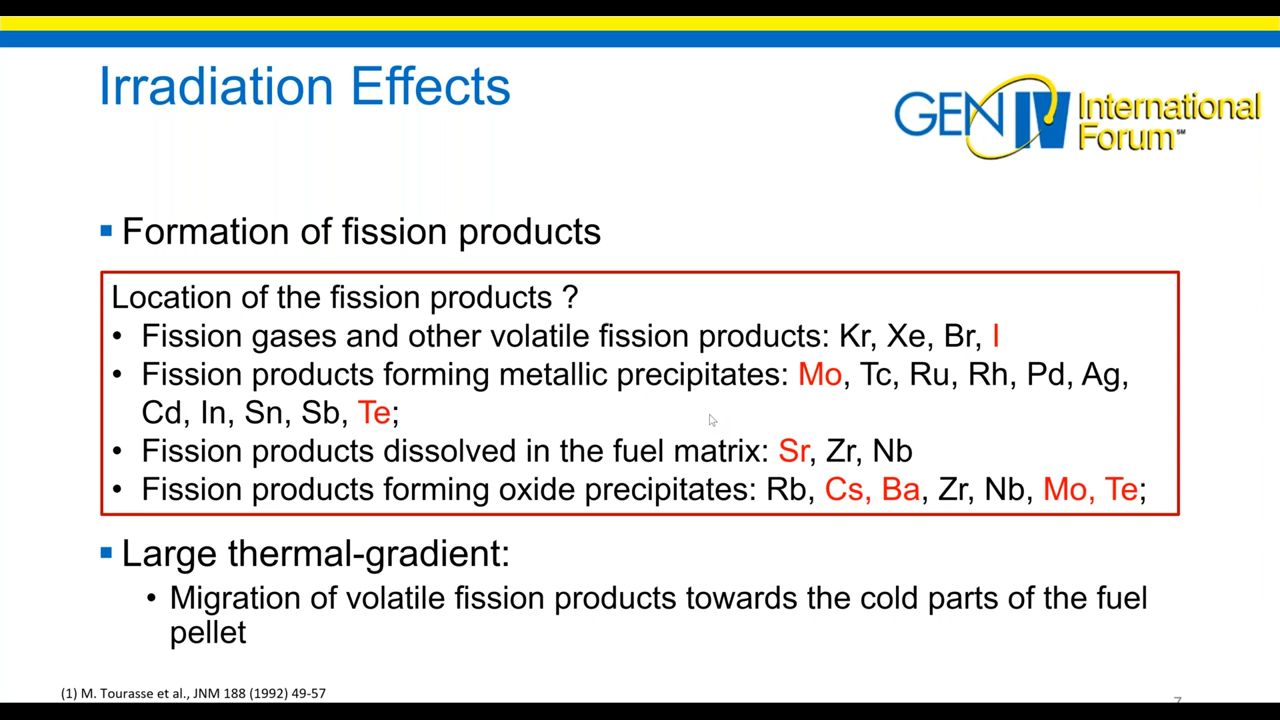 Irradiation Effects
GEN IV International
Forum℠
▪ Formation of fission products
Location of the fission products ?
• Fission gases and other volatile fission products: Kr, Xe, Br, I
• Fission products forming metallic precipitates: Mo, Tc, Ru, Rh, Pd, Ag,
Cd, In, Sn, Sb, Te;
• Fission products dissolved in the fuel matrix: Sr, Zr, Nb
• Fission products forming oxide precipitates: Rb, Cs, Ba, Zr, Nb, Mo, Te;
▪ Large thermal-gradient:
• Migration of volatile fission products towards the cold parts of the fuel
pellet
(1) M. Tourasse et al., JNM 188 (1992) 49-57